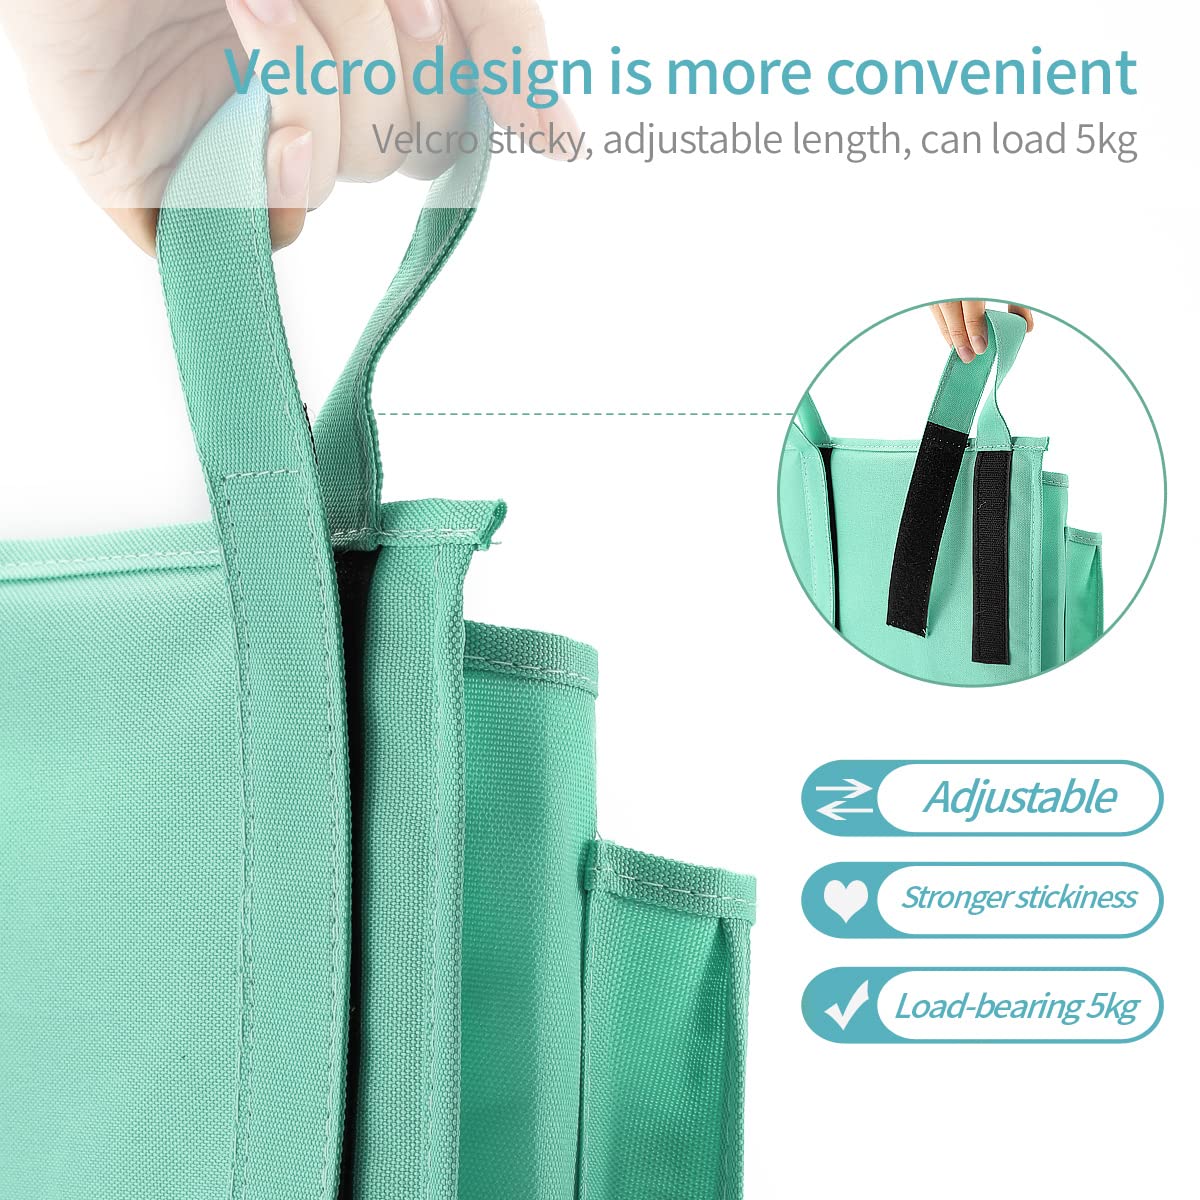 Velcro design is more convenient
Velcro sticky, adjustable length, can load 5kg
Adjustable
Stronger stickiness
Load-bearing 5kg